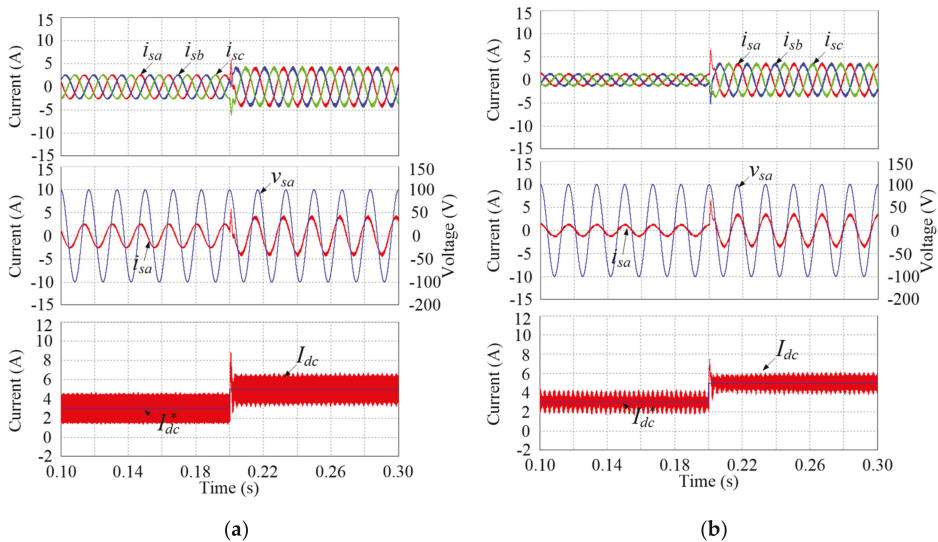 15
10
5
0
-5
-10
15
Current (A)
isa isb isc
15
10
5
0
-5
-10
15
Current (A)
150
100
50
0
-50
-100
-200
Voltage (V)
vsa
isa
12
10
8
6
4
2
0
-2
Current (A)
Idc
Idc*
0.10 0.14 0.18 0.22 0.26 0.30
Time (s)
(a)
15
10
5
0
-5
-10
15
Current (A)
isa isb isc
15
10
5
0
-5
-10
15
Current (A)
150
100
50
0
-50
-100
-200
Voltage (V)
vsa
isa
12
10
8
6
4
2
0
-2
Current (A)
Idc
Idc*
0.10 0.14 0.18 0.22 0.26 0.30
Time (s)
(b)